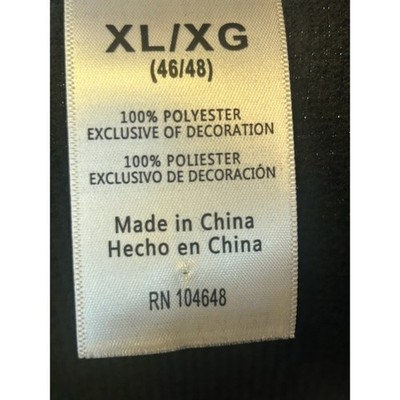 XL/XG
(46/48)
100% POLYESTER
EXCLUSIVE OF DECORATION
100% POLIESTER
EXCLUSIVO DE DECORACIÓN
Made in China
Hecho en China
RN 104648